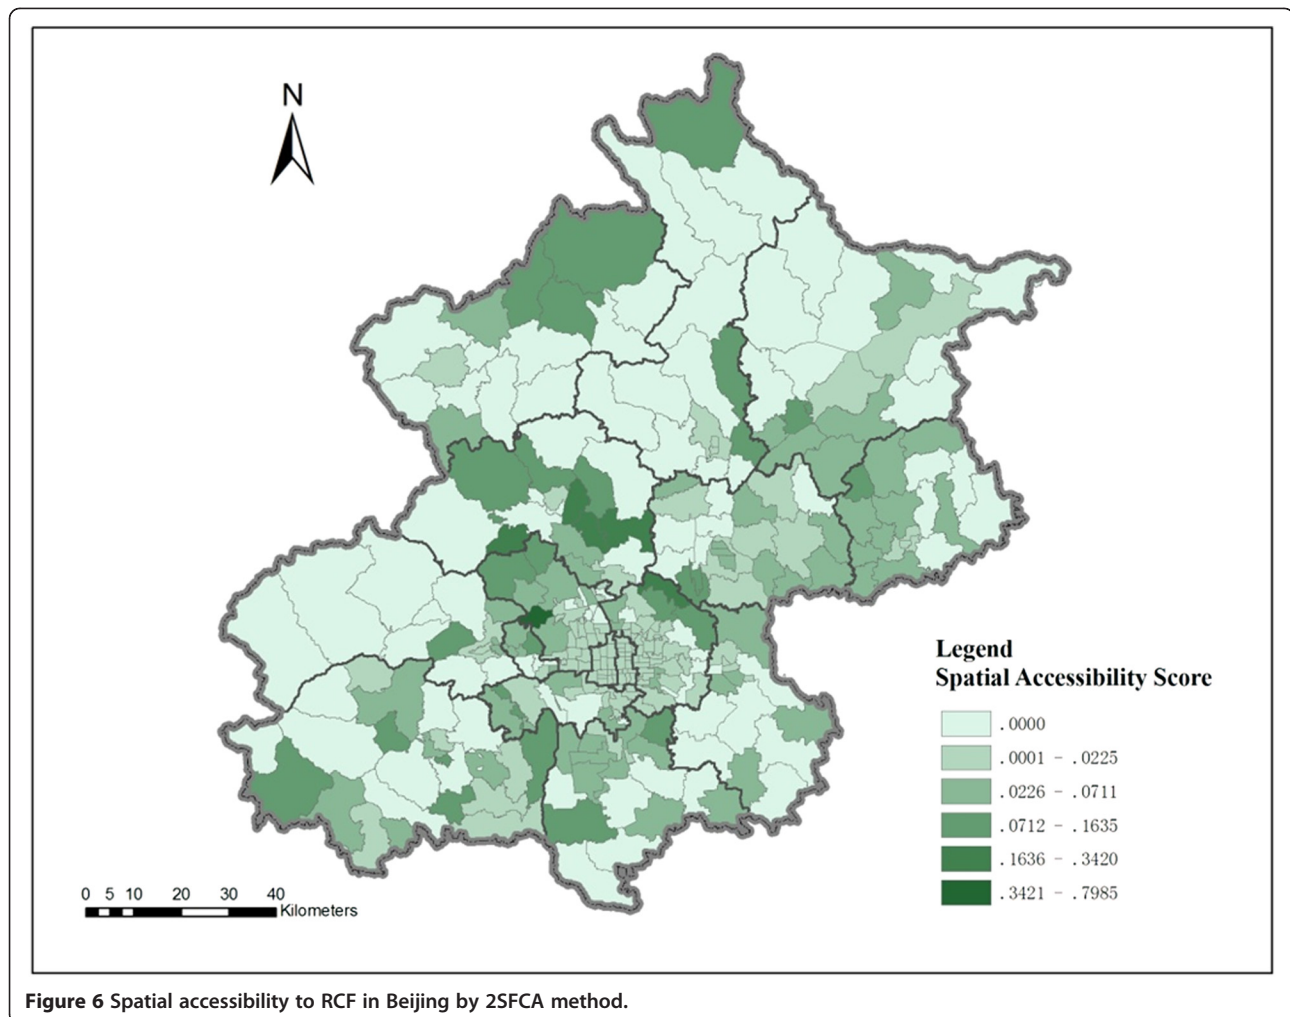 N
Legend
Spatial Accessibility Score
.0000
.0001 - .0225
.0226 - .0711
.0712 - .1635
.1636 - .3420
.3421 - .7985
0 5 10 20 30 40
Kilometers
Figure 6 Spatial accessibility to RCF in Beijing by 2SFCA method.